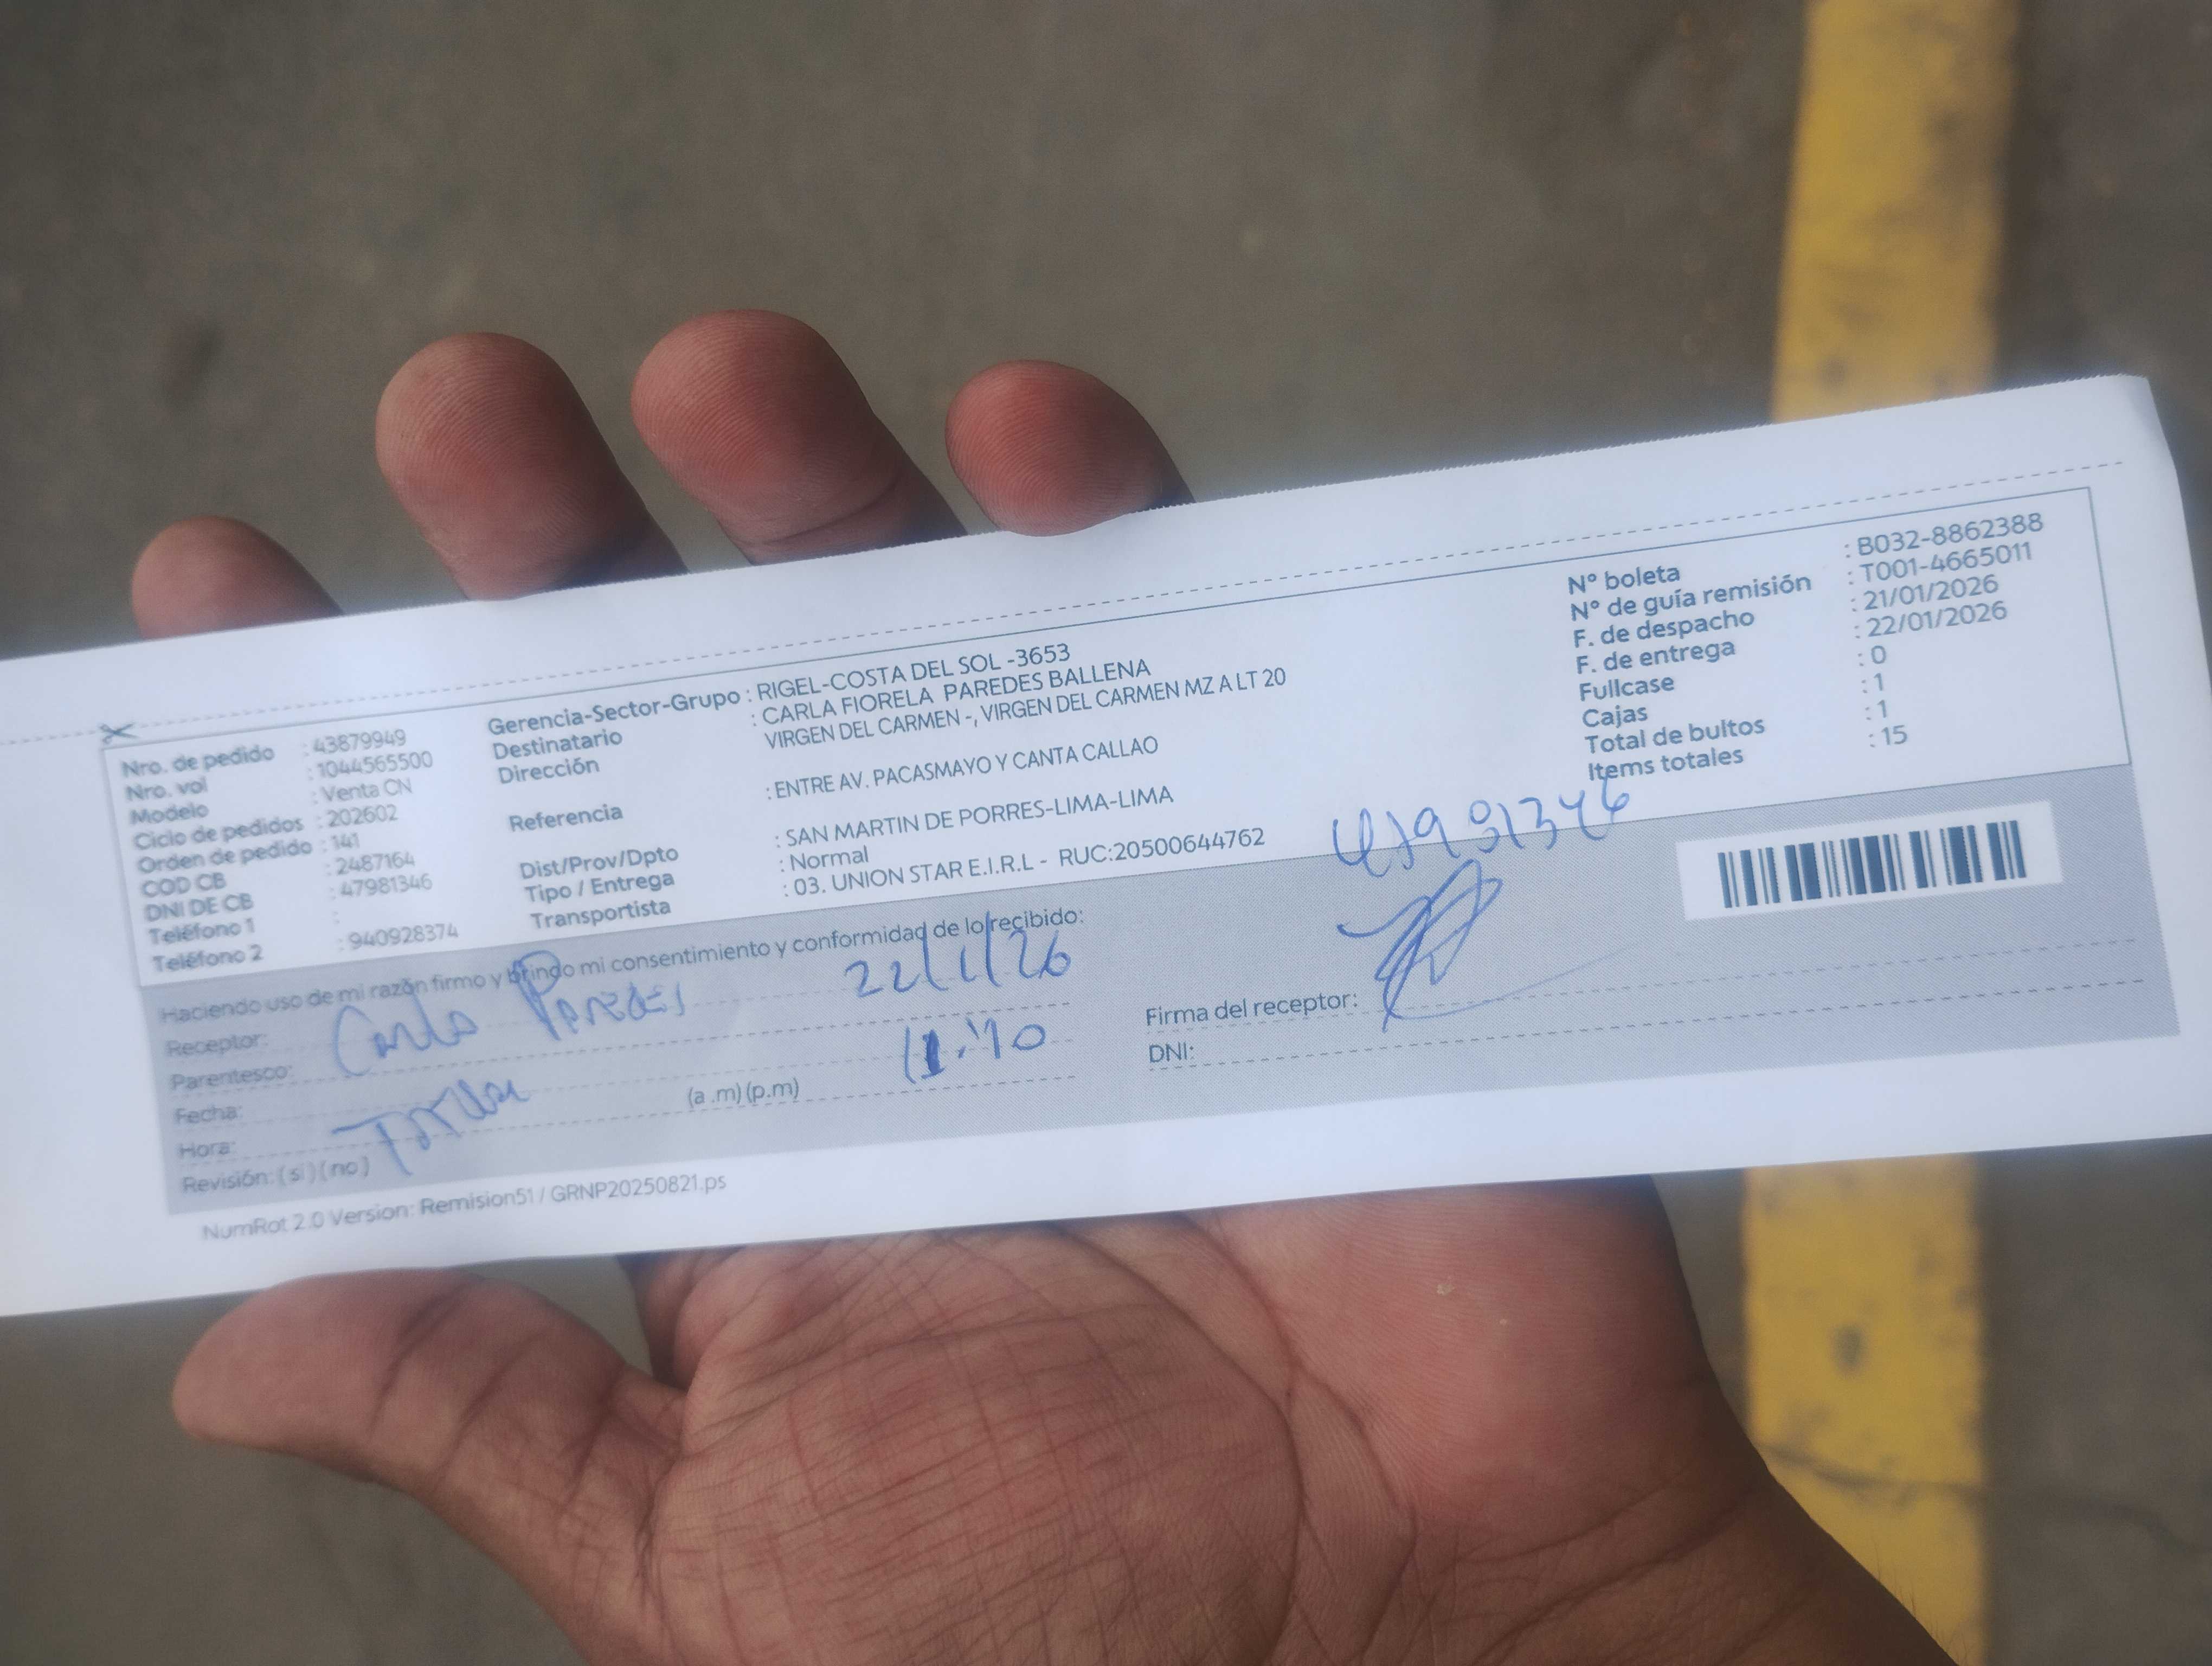 Nro. de pedido : 43879949
Nro. vol : 1044565500
Modelo : Venta CN
Ciclo de pedidos : 202602
Orden de pedido : 141
COD CB : 2487164
DNI DE CB : 47981346
Teléfono 1 :
Teléfono 2 : 940928374
Gerencia-Sector-Grupo : RIGEL-COSTA DEL SOL -3653
Destinatario : CARLA FIORELA PAREDES BALLENA
Dirección VIRGEN DEL CARMEN -, VIRGEN DEL CARMEN MZ A LT 20
Referencia : ENTRE AV. PACASMAYO Y CANTA CALLAO
Dist/Prov/Dpto : SAN MARTIN DE PORRES-LIMA-LIMA
Tipo / Entrega : Normal
Transportista : 03. UNION STAR E.I.R.L - RUC:20500644762
N° boleta : B032-8862388
N° de guía remisión : T001-4665011
F. de despacho : 21/01/2026
F. de entrega : 22/01/2026
Fullcase : 0
Cajas : 1
Total de bultos : 1
Items totales : 15
47981346
Haciendo uso de mi razón firmo y brindo mi consentimiento y conformidad de lo recibido:
Receptor: Carla Paredes 22/1/26
Parentesco:
Fecha:
Hora: (a .m) (p.m) 11:10
Revisión: ( si ) ( no )
Firma del receptor:
DNI:
NumRot 2.0 Version: Remision51 / GRNP20250821.ps